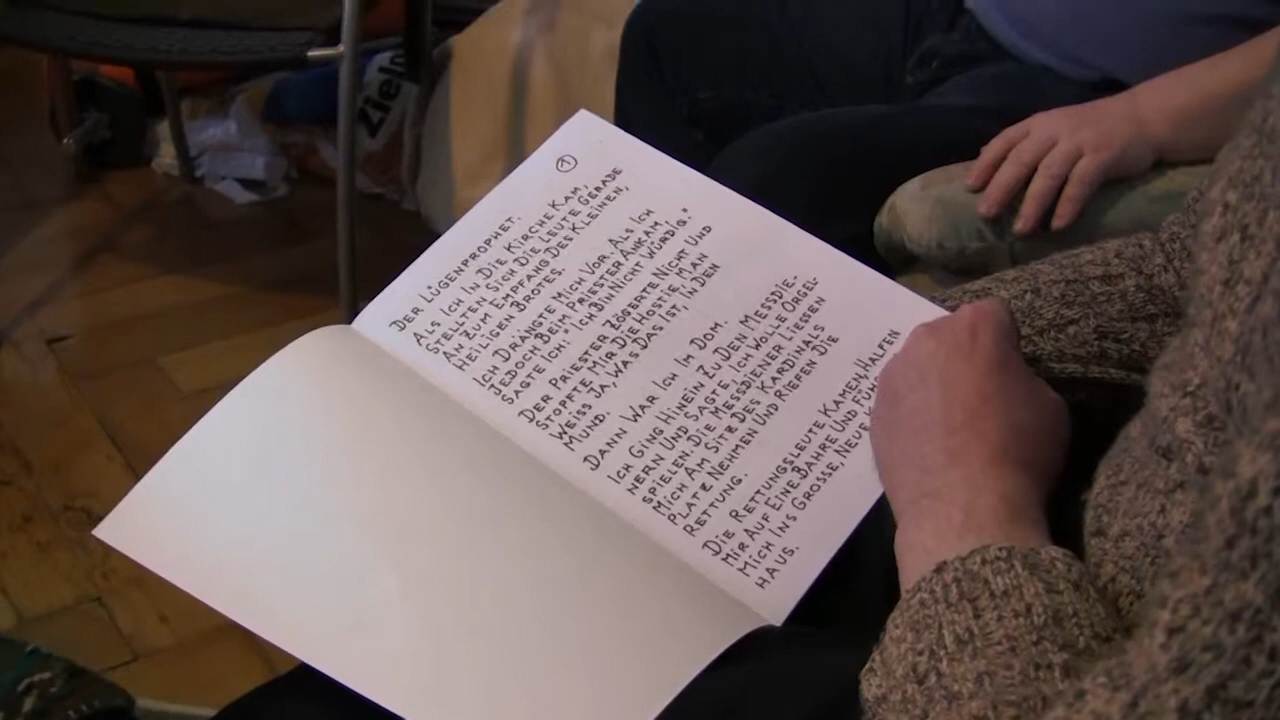 Ziel
①
DER LÜGENPROPHET.
ALS ICH IN DIE KIRCHE KAM,
STELLTEN SICH DIE LEUTE GERADE
AN ZUM EMPFANG DES KLEINEN,
HEILIGEN BROTES.
ICH DRÄNGTE MICH VOR. ALS ICH
JEDOCH BEIM PRIESTER ANKAM,
SAGTE ICH: "ICH BIN NICHT WÜRDIG."
DER PRIESTER ZÖGERTE NICHT UND
STOPFTE MIR DIE HOSTIE, MAN
WEISS JA, WAS DAS IST, IN DEN
MUND.
DANN WAR ICH IM DOM.
ICH GING HINEIN ZU DEN MESSDIE-
NERN UND SAGTE, ICH WOLLE ORGEL
SPIELEN. DIE MESSDIENER LIESSEN
MICH AM SITZ DES KARDINALS
PLATZ NEHMEN UND RIEFEN DIE
RETTUNG.
DIE RETTUNGSLEUTE KAMEN, HALFEN
MIR AUF EINE BAHRE UND
MICH INS GROSSE, NEUE
HAUS.